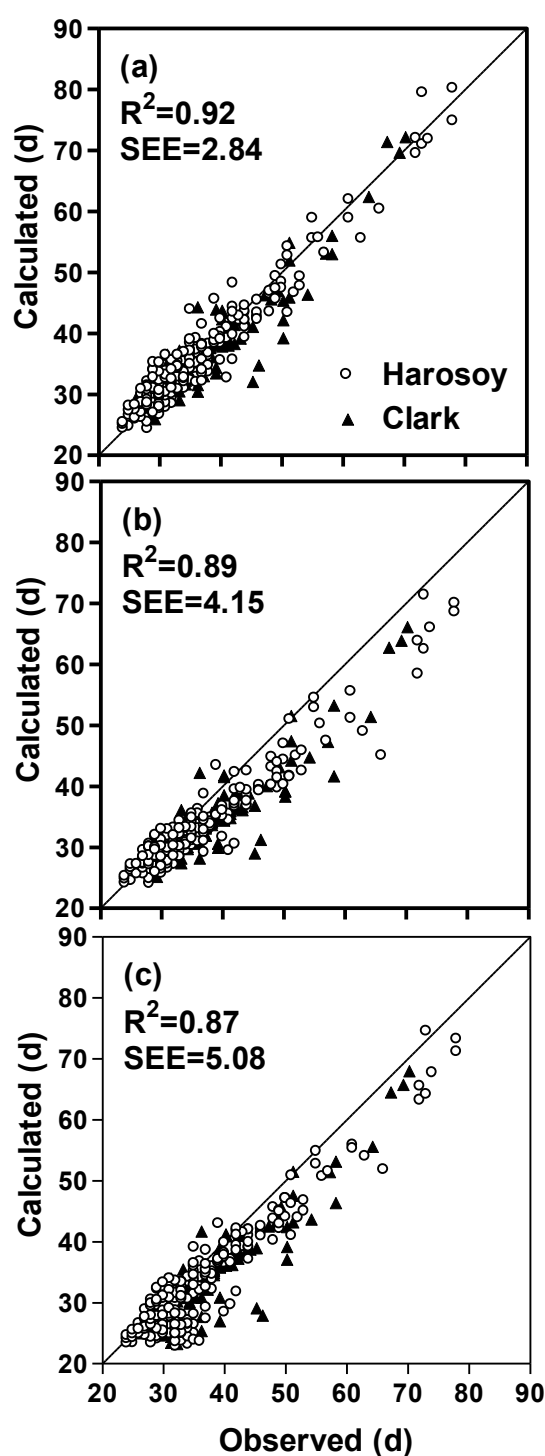 90
(a)
R²=0.92
80
SEE=2.84
70
60
50
40
Harosoy
30
Clark
20
Calculated (d)
90
(b)
80
R²=0.89
SEE=4.15
70
60
50
40
30
20
Calculated (d)
90
(c)
80
R²=0.87
SEE=5.08
70
60
50
40
30
20
Calculated (d)
20 30 40 50 60 70 80 90
Observed (d)